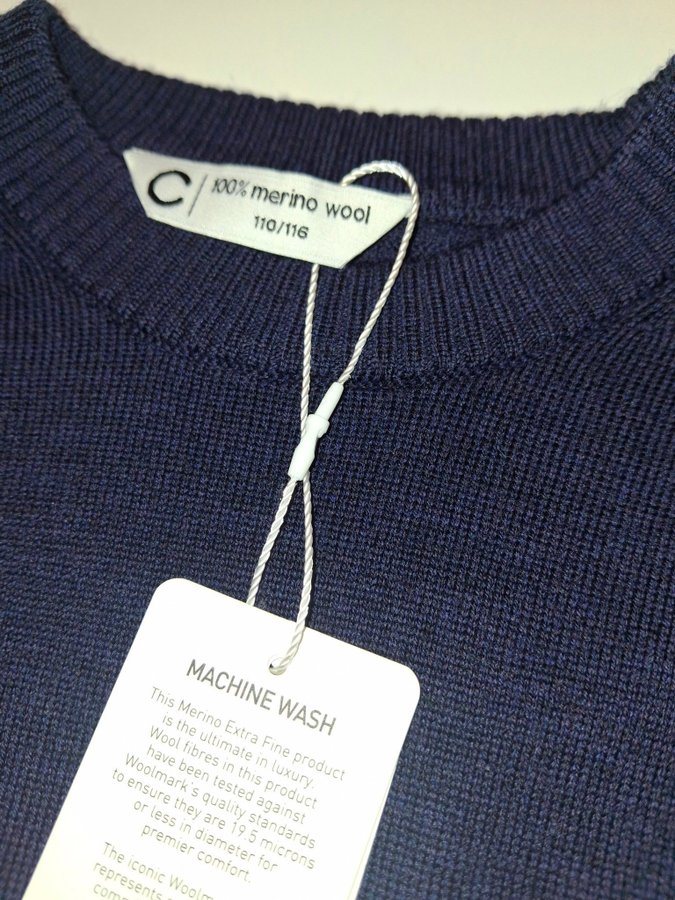 C / 100% merino wool
110/116
MACHINE WASH
This Merino Extra Fine product
is the ultimate in luxury.
Wool fibres in this product
have been tested against
Woolmark's quality standards
to ensure they are 19.5 microns
or less in diameter for
premier comfort.
The iconic Woolm
represents